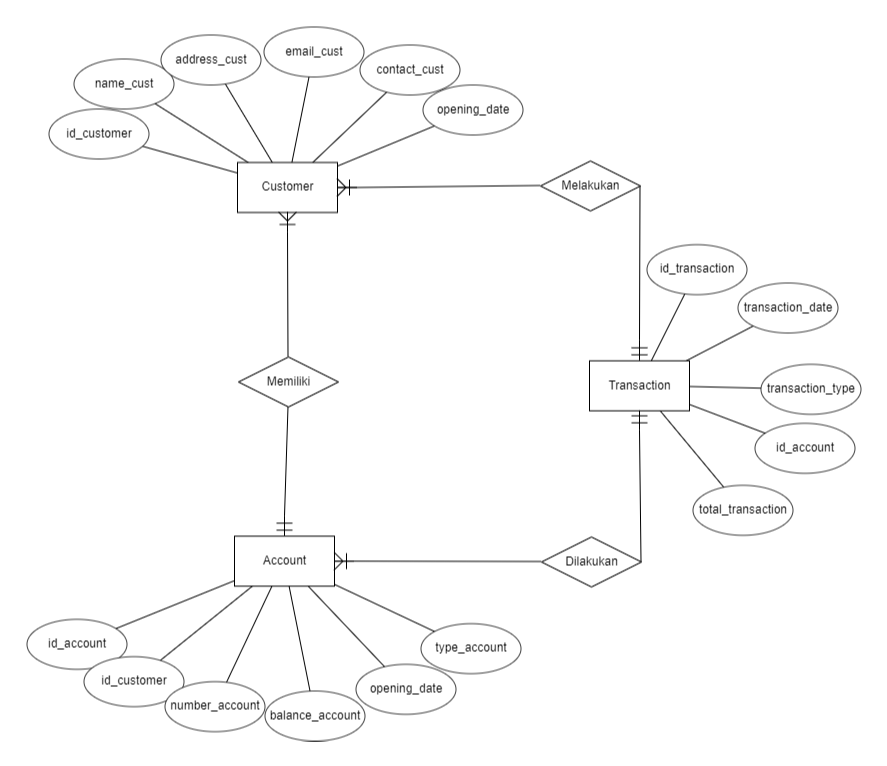 email_cust
address_cust
contact_cust
name_cust
opening_date
id_customer
Customer
Melakukan
id_transaction
transaction_date
Memiliki
Transaction
transaction_type
id_account
total_transaction
Account
Dilakukan
id_account
type_account
id_customer
opening_date
number_account
balance_account